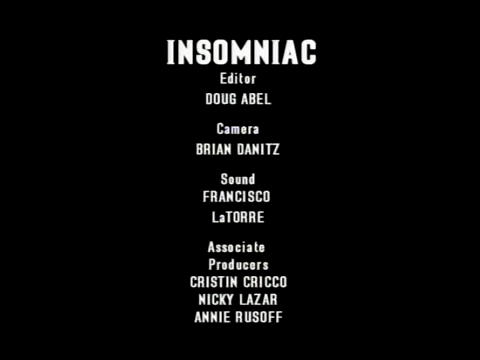 INSOMNIAC
Editor
DOUG ABEL
Camera
BRIAN DANITZ
Sound
FRANCISCO
LaTORRE
Associate
Producers
CRISTIN CRICCO
NICKY LAZAR
ANNIE RUSOFF